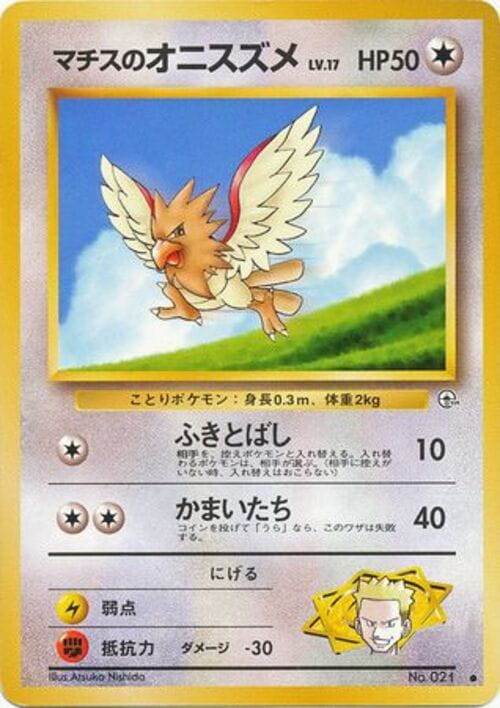 マチスのオニスズメ LV.17 HP50
ことりポケモン：身長0.3m、体重2kg
ふきとばし 10
相手を、控えポケモンと入れ替える。入れ替
わるポケモンは、相手が選ぶ。（相手に控えが
いない時、入れ替えはおこらない）
かまいたち 40
コインを投げて「うら」なら、このワザは失敗
する。
にげる
弱点
抵抗力 ダメージ -30
Illus. Atsuko Nishida No. 021 ●